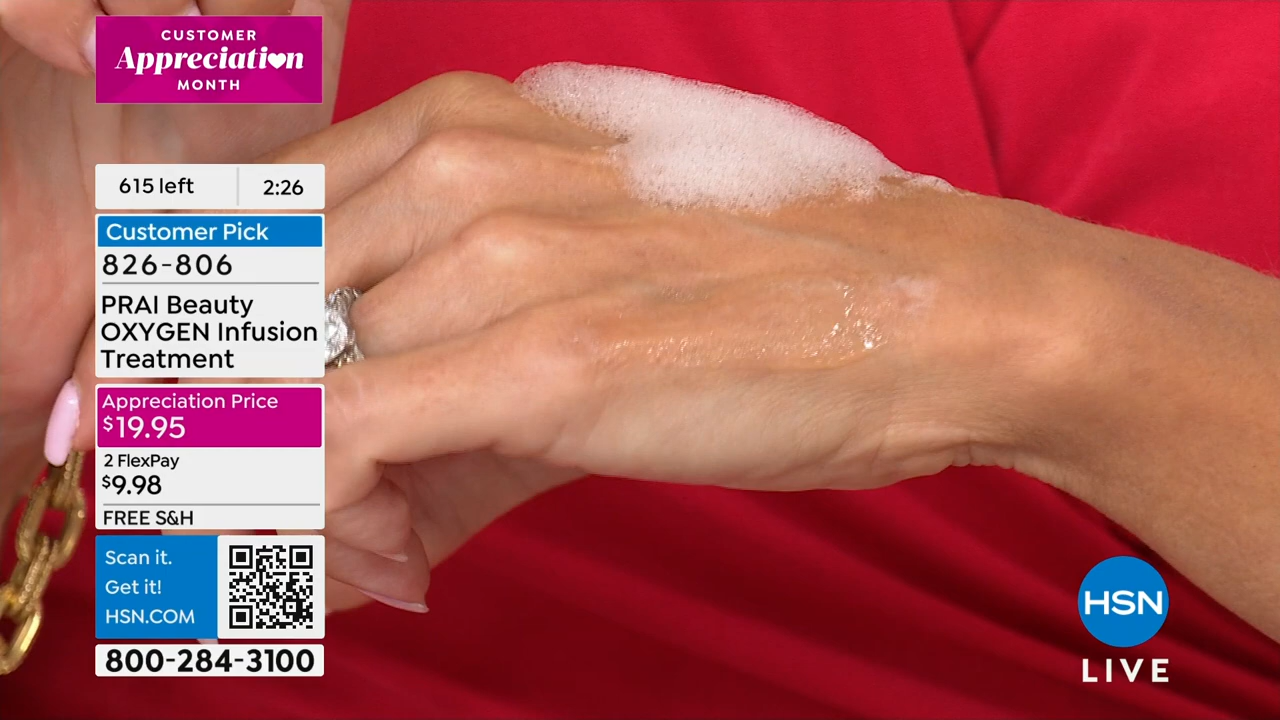 CUSTOMER
Appreciation
MONTH
615 left
2:26
Customer Pick
826-806
PRAI Beauty
OXYGEN Infusion
Treatment
Appreciation Price
$19.95
2 FlexPay
$9.98
FREE S&H
Scan it.
Get it!
HSN.COM
800-284-3100
HSN
LIVE